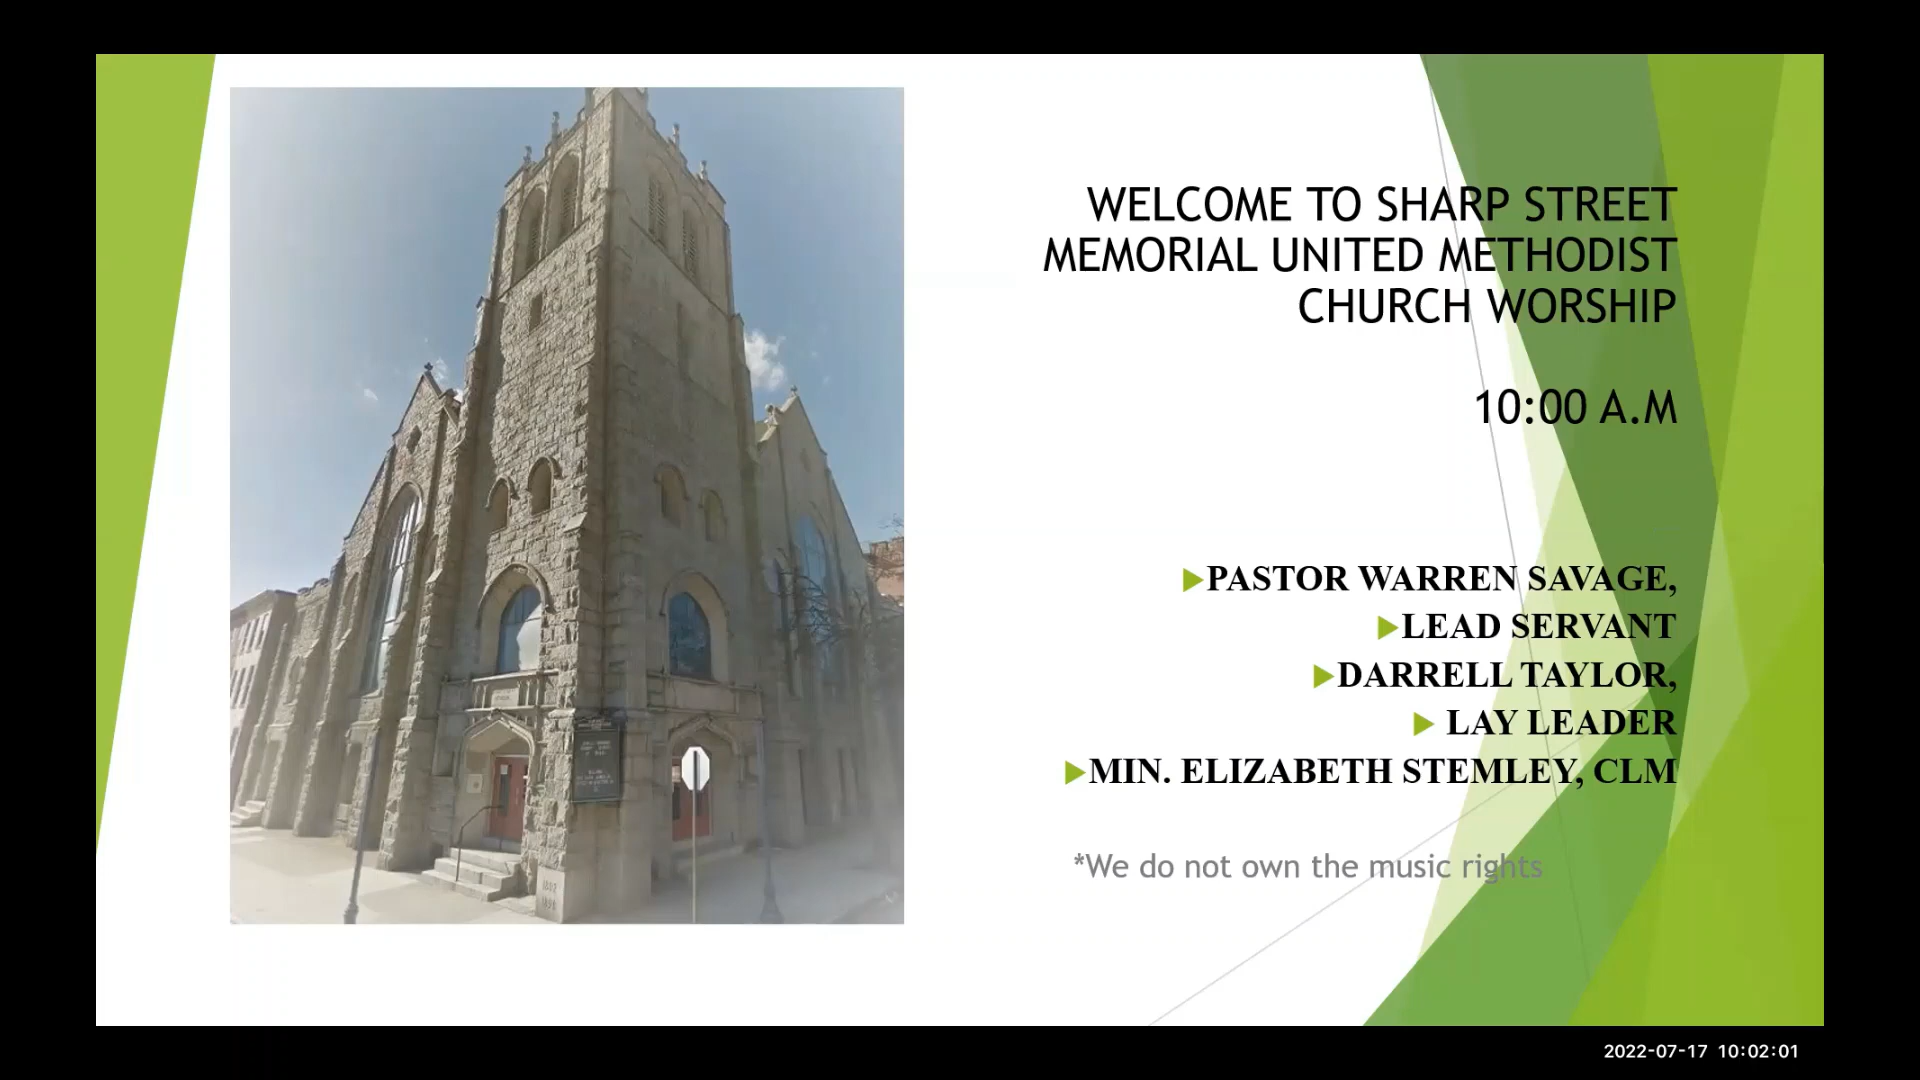 WELCOME TO SHARP STREET
MEMORIAL UNITED METHODIST
CHURCH WORSHIP
10:00 A.M
PASTOR WARREN SAVAGE,
LEAD SERVANT
DARRELL TAYLOR,
LAY LEADER
MIN. ELIZABETH STEMLEY, CLM
*We do not own the music rights
2022-07-17 10:02:01